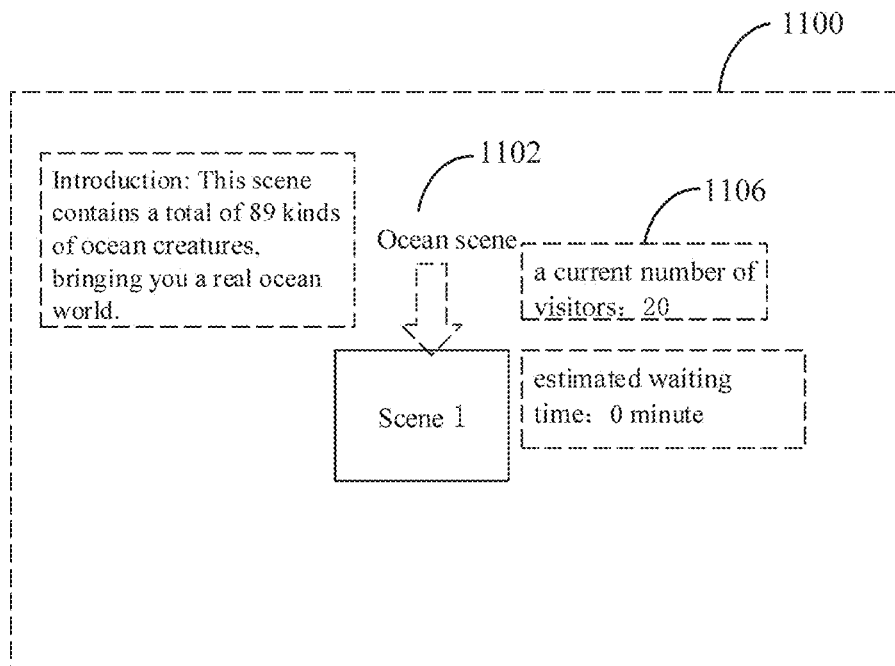 1100
1102
Introduction: This scene
contains a total of 89 kinds
of ocean creatures,
bringing you a real ocean
world.
1106
Ocean scene
a current number of
visitors: 20
estimated waiting
time: 0 minute
Scene 1